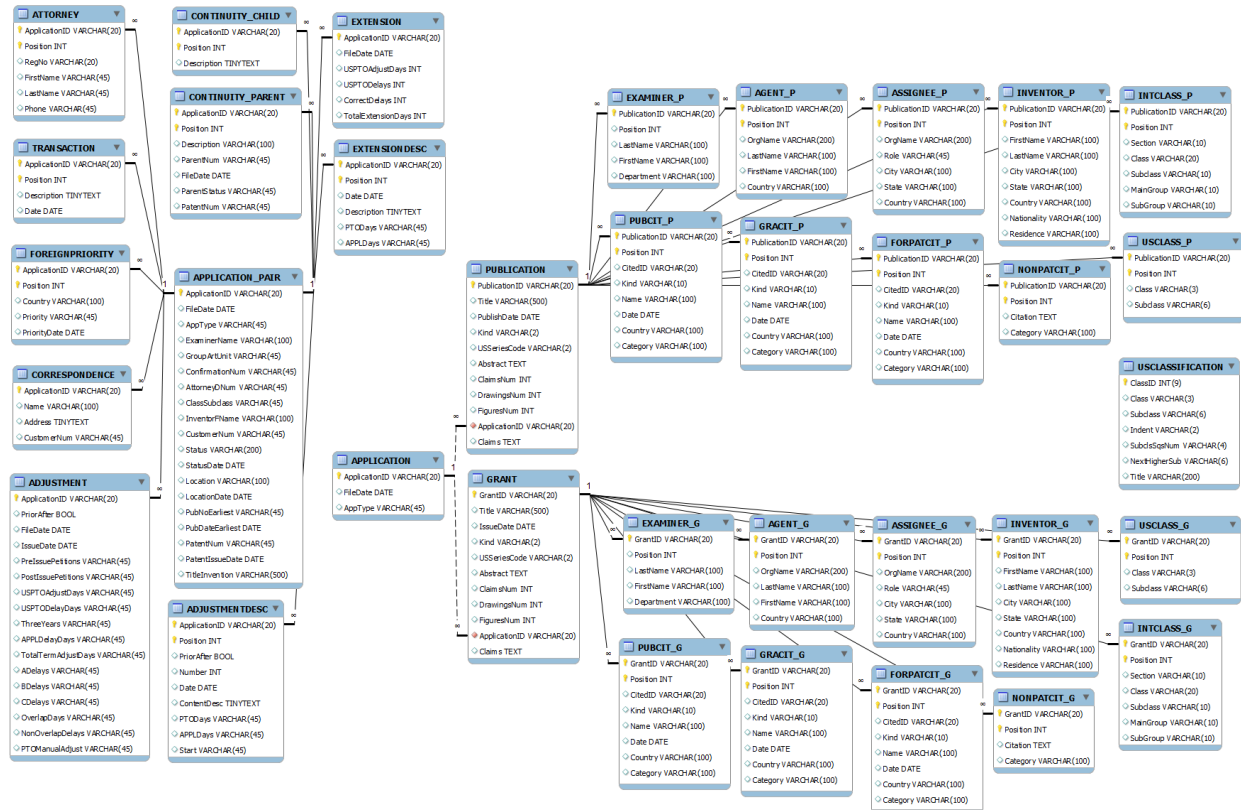 ATTORNEY
ApplicationID VARCHAR(20)
Position INT
RegNo VARCHAR(20)
FirstName VARCHAR(45)
LastName VARCHAR(45)
Phone VARCHAR(45)
CONTINUITY_CHILD
ApplicationID VARCHAR(20)
Position INT
Description TINYTEXT
EXTENSION
ApplicationID VARCHAR(20)
FileDate DATE
USPTOAdjustDays INT
USPTODelays INT
CorrectDelays INT
TotalExtensionDays INT
CONTINUITY_PARENT
ApplicationID VARCHAR(20)
Position INT
Description VARCHAR(100)
ParentNum VARCHAR(45)
FileDate DATE
ParentStatus VARCHAR(45)
PatentNum VARCHAR(45)
TRANSACTION
ApplicationID VARCHAR(20)
Position INT
Description TINYTEXT
Date DATE
EXTENSIONDESC
ApplicationID VARCHAR(20)
Position INT
Date DATE
Description TINYTEXT
PTODays VARCHAR(45)
APPLDays VARCHAR(45)
FOREIGNPRIORITY
ApplicationID VARCHAR(20)
Position INT
Country VARCHAR(100)
Priority VARCHAR(45)
PriorityDate DATE
APPLICATION_PAIR
ApplicationID VARCHAR(20)
FileDate DATE
AppType VARCHAR(45)
ExaminerName VARCHAR(100)
GroupArtUnit VARCHAR(45)
ConfirmationNum VARCHAR(45)
AttorneyDNum VARCHAR(45)
ClassSubclass VARCHAR(45)
InventorFName VARCHAR(100)
CustomerNum VARCHAR(45)
Status VARCHAR(200)
StatusDate DATE
Location VARCHAR(100)
LocationDate DATE
PubNoEarliest VARCHAR(45)
PubDateEarliest DATE
PatentNum VARCHAR(45)
PatentIssueDate DATE
TitleInvention VARCHAR(500)
CORRESPONDENCE
ApplicationID VARCHAR(20)
Name VARCHAR(100)
Address TINYTEXT
CustomerNum VARCHAR(45)
ADJUSTMENT
ApplicationID VARCHAR(20)
PriorAfter BOOL
FileDate DATE
IssueDate DATE
PreIssuePetitions VARCHAR(45)
PostIssuePetitions VARCHAR(45)
USPTOAdjustDays VARCHAR(45)
USPTODelayDays VARCHAR(45)
ThreeYears VARCHAR(45)
APPLDelayDays VARCHAR(45)
TotalTermAdjustDays VARCHAR(45)
ADelays VARCHAR(45)
BDelays VARCHAR(45)
CDelays VARCHAR(45)
OverlapDays VARCHAR(45)
NonOverlapDelays VARCHAR(45)
PTOManualAdjust VARCHAR(45)
ADJUSTMENTDESC
ApplicationID VARCHAR(20)
Position INT
PriorAfter BOOL
Number INT
Date DATE
ContentDesc TINYTEXT
PTODays VARCHAR(45)
APPLDays VARCHAR(45)
Start VARCHAR(45)
APPLICATION
ApplicationID VARCHAR(20)
FileDate DATE
AppType VARCHAR(45)
PUBLICATION
PublicationID VARCHAR(20)
Title VARCHAR(500)
PublishDate DATE
Kind VARCHAR(2)
USSeriesCode VARCHAR(2)
Abstract TEXT
ClaimsNum INT
DrawingsNum INT
FiguresNum INT
ApplicationID VARCHAR(20)
Claims TEXT
GRANT
GrantID VARCHAR(20)
Title VARCHAR(500)
IssueDate DATE
Kind VARCHAR(2)
USSeriesCode VARCHAR(2)
Abstract TEXT
ClaimsNum INT
DrawingsNum INT
FiguresNum INT
ApplicationID VARCHAR(20)
Claims TEXT
EXAMINER_P
PublicationID VARCHAR(20)
Position INT
LastName VARCHAR(100)
FirstName VARCHAR(100)
Department VARCHAR(100)
AGENT_P
PublicationID VARCHAR(20)
Position INT
OrgName VARCHAR(200)
LastName VARCHAR(100)
FirstName VARCHAR(100)
Country VARCHAR(100)
ASSIGNEE_P
PublicationID VARCHAR(20)
Position INT
OrgName VARCHAR(200)
Role VARCHAR(45)
City VARCHAR(100)
State VARCHAR(100)
Country VARCHAR(100)
INVENTOR_P
PublicationID VARCHAR(20)
Position INT
FirstName VARCHAR(100)
LastName VARCHAR(100)
City VARCHAR(100)
State VARCHAR(100)
Country VARCHAR(100)
Nationality VARCHAR(100)
Residence VARCHAR(100)
INTCLASS_P
PublicationID VARCHAR(20)
Position INT
Section VARCHAR(10)
Class VARCHAR(20)
Subclass VARCHAR(10)
MainGroup VARCHAR(10)
SubGroup VARCHAR(10)
PUBCIT_P
PublicationID VARCHAR(20)
Position INT
CitedID VARCHAR(20)
Kind VARCHAR(10)
Name VARCHAR(100)
Date DATE
Country VARCHAR(100)
Category VARCHAR(100)
GRACIT_P
PublicationID VARCHAR(20)
Position INT
CitedID VARCHAR(20)
Kind VARCHAR(10)
Name VARCHAR(100)
Date DATE
Country VARCHAR(100)
Category VARCHAR(100)
FORPATCIT_P
PublicationID VARCHAR(20)
Position INT
CitedID VARCHAR(20)
Kind VARCHAR(10)
Name VARCHAR(100)
Date DATE
Country VARCHAR(100)
Category VARCHAR(100)
NONPATCIT_P
PublicationID VARCHAR(20)
Position INT
Citation TEXT
Category VARCHAR(100)
USCLASS_P
PublicationID VARCHAR(20)
Position INT
Class VARCHAR(3)
Subclass VARCHAR(6)
USCLASSIFICATION
ClassID INT(9)
Class VARCHAR(3)
Subclass VARCHAR(6)
Indent VARCHAR(2)
SubclsSqsNum VARCHAR(4)
NextHigherSub VARCHAR(6)
Title VARCHAR(200)
EXAMINER_G
GrantID VARCHAR(20)
Position INT
LastName VARCHAR(100)
FirstName VARCHAR(100)
Department VARCHAR(100)
AGENT_G
GrantID VARCHAR(20)
Position INT
OrgName VARCHAR(200)
LastName VARCHAR(100)
FirstName VARCHAR(100)
Country VARCHAR(100)
ASSIGNEE_G
GrantID VARCHAR(20)
Position INT
OrgName VARCHAR(200)
Role VARCHAR(45)
City VARCHAR(100)
State VARCHAR(100)
Country VARCHAR(100)
INVENTOR_G
GrantID VARCHAR(20)
Position INT
FirstName VARCHAR(100)
LastName VARCHAR(100)
City VARCHAR(100)
State VARCHAR(100)
Country VARCHAR(100)
Nationality VARCHAR(100)
Residence VARCHAR(100)
USCLASS_G
GrantID VARCHAR(20)
Position INT
Class VARCHAR(3)
Subclass VARCHAR(6)
INTCLASS_G
GrantID VARCHAR(20)
Position INT
Section VARCHAR(10)
Class VARCHAR(20)
Subclass VARCHAR(10)
MainGroup VARCHAR(10)
SubGroup VARCHAR(10)
PUBCIT_G
GrantID VARCHAR(20)
Position INT
CitedID VARCHAR(20)
Kind VARCHAR(10)
Name VARCHAR(100)
Date DATE
Country VARCHAR(100)
Category VARCHAR(100)
GRACIT_G
GrantID VARCHAR(20)
Position INT
CitedID VARCHAR(20)
Kind VARCHAR(10)
Name VARCHAR(100)
Date DATE
Country VARCHAR(100)
Category VARCHAR(100)
FORPATCIT_G
GrantID VARCHAR(20)
Position INT
CitedID VARCHAR(20)
Kind VARCHAR(10)
Name VARCHAR(100)
Date DATE
Country VARCHAR(100)
Category VARCHAR(100)
NONPATCIT_G
GrantID VARCHAR(20)
Position INT
Citation TEXT
Category VARCHAR(100)